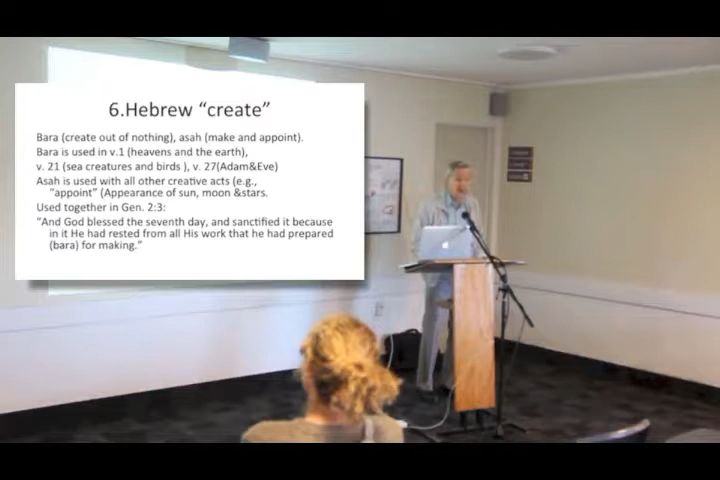 6.Hebrew “create”
Bara (create out of nothing), asah (make and appoint).
Bara is used in v.1 (heavens and the earth),
v. 21 (sea creatures and birds ), v. 27(Adam&Eve)
Asah is used with all other creative acts (e.g.,
“appoint” (Appearance of sun, moon &stars.
Used together in Gen. 2:3:
“And God blessed the seventh day, and sanctified it because
in it He had rested from all His work that he had prepared
(bara) for making.”